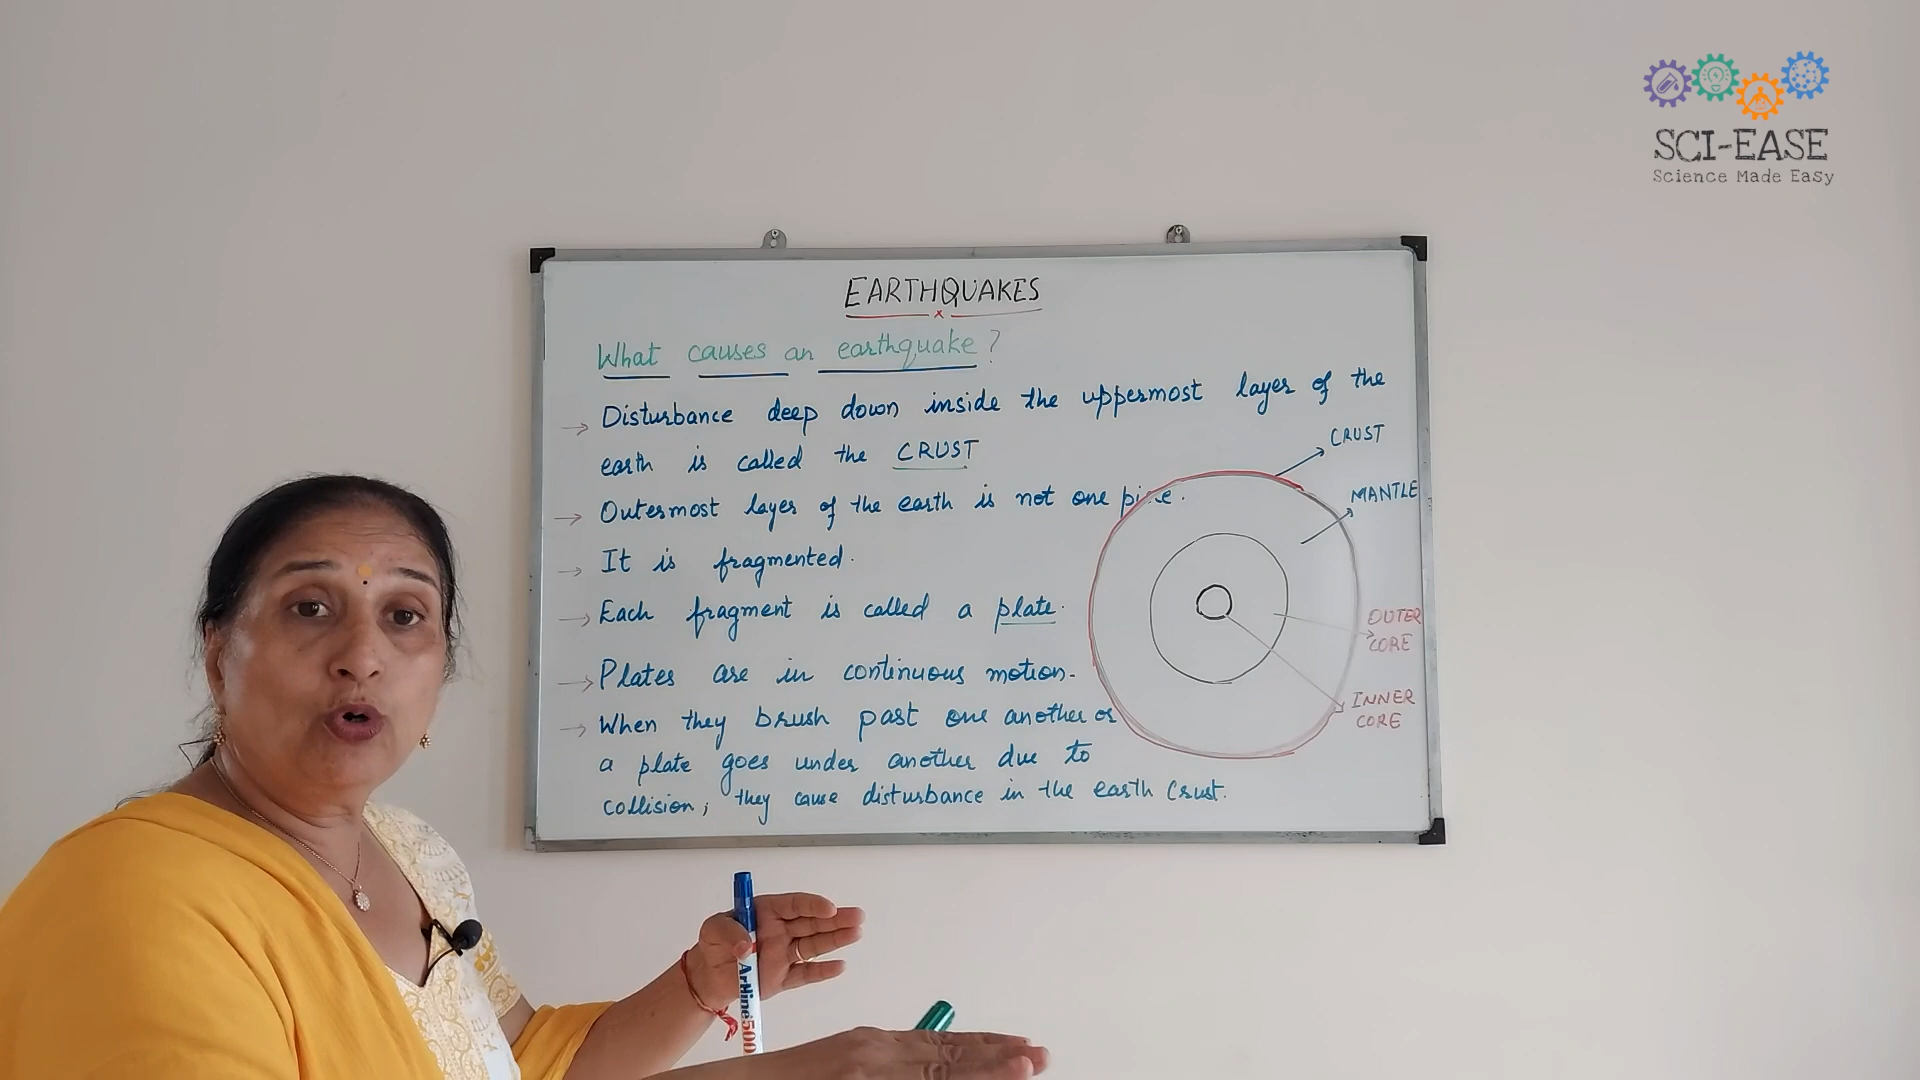 SCI-EASE
Science Made Easy
EARTHQUAKES
x
What causes an earthquake?
→ Disturbance deep down inside the uppermost layer of the
earth is called the CRUST
→ Outermost layer of the earth is not one piece.
→ It is fragmented.
→ Each fragment is called a plate.
→ Plates are in continuous motion.
→ When they brush past one another or
a plate goes under another due to
collision, they cause disturbance in the earth Crust.
CRUST
MANTLE
OUTER
CORE
INNER
CORE
Artline 500